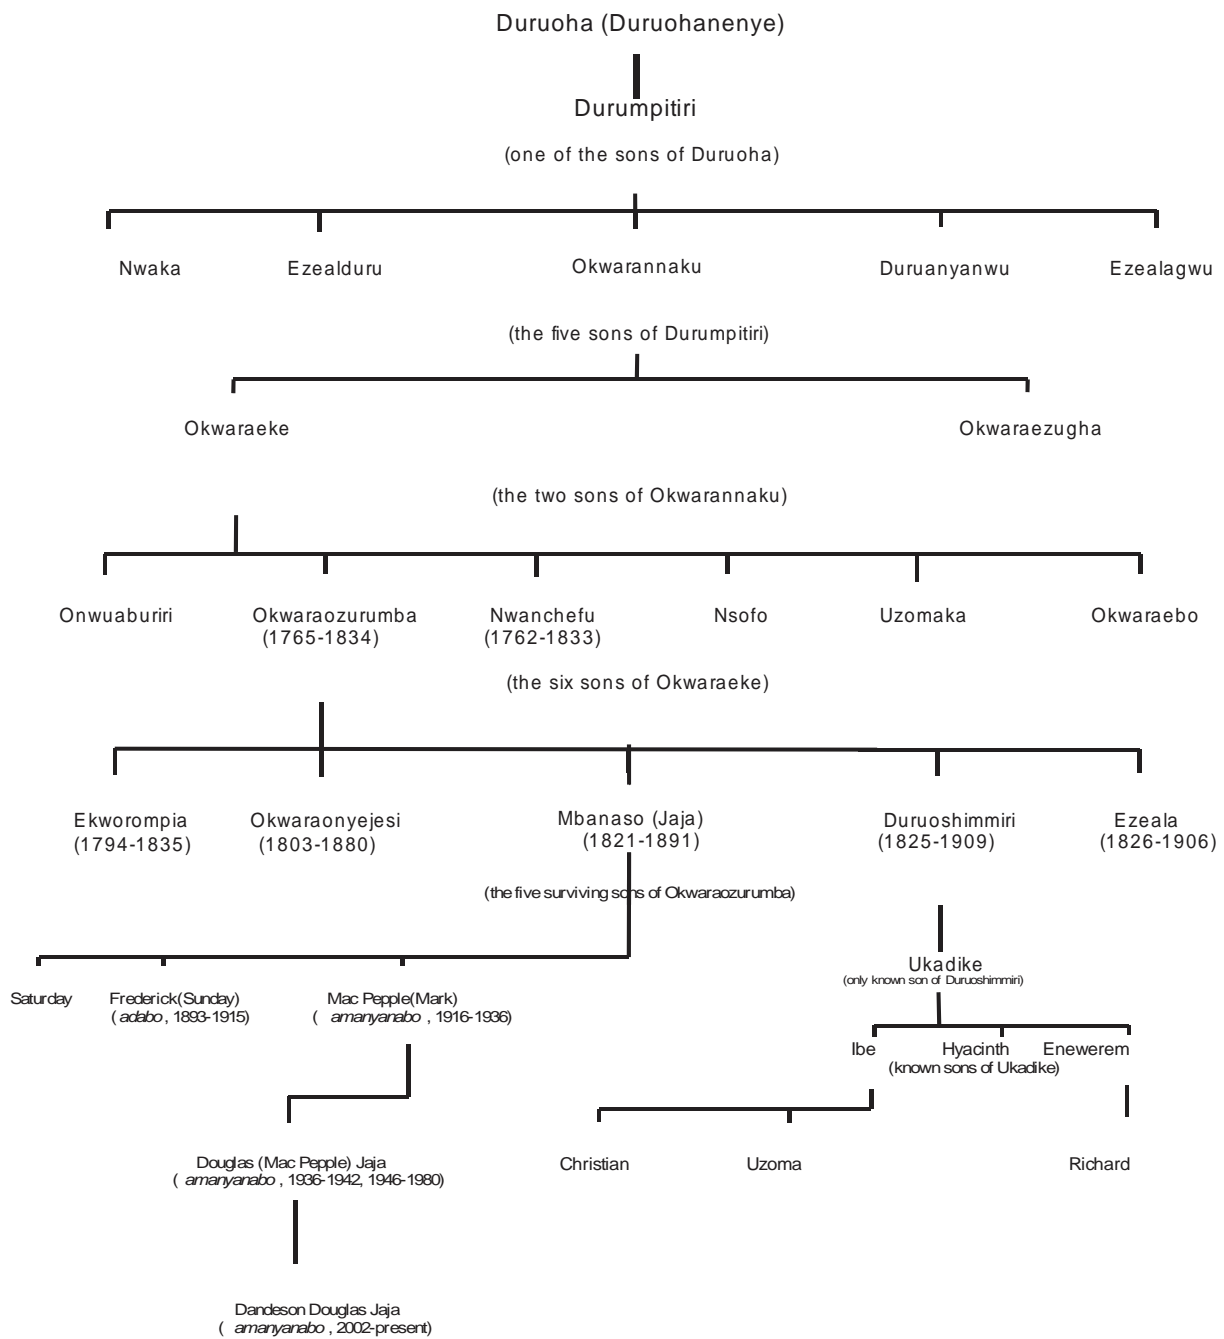 Duruoha (Duruohanenye)
Durumpitiri
(one of the sons of Duruoha)
Nwaka Ezealduru Okwarannaku Duruanyanwu Ezealagwu
(the five sons of Durumpitiri)
Okwaraeke Okwaraezugha
(the two sons of Okwarannaku)
Onwuaburiri Okwaraozurumba Nwanchefu Nsofo Uzomaka Okwaraebo
(1765-1834) (1762-1833)
(the six sons of Okwaraeke)
Ekworompia Okwaraonyejesi Mbanaso (Jaja) Duruoshimmiri Ezeala
(1794-1835) (1803-1880) (1821-1891) (1825-1909) (1826-1906)
(the five surviving sons of Okwaraozurumba)
Ukadike
(only known son of Duruoshimmiri)
Saturday Frederick(Sunday) Mac Pepple(Mark)
(adabo, 1893-1915) ( amanyanabo, 1916-1936)
Ibe Hyacinth Enewerem
(known sons of Ukadike)
Douglas (Mac Pepple) Jaja Christian Uzoma Richard
( amanyanabo, 1936-1942, 1946-1980)
Dandeson Douglas Jaja
( amanyanabo, 2002-present)